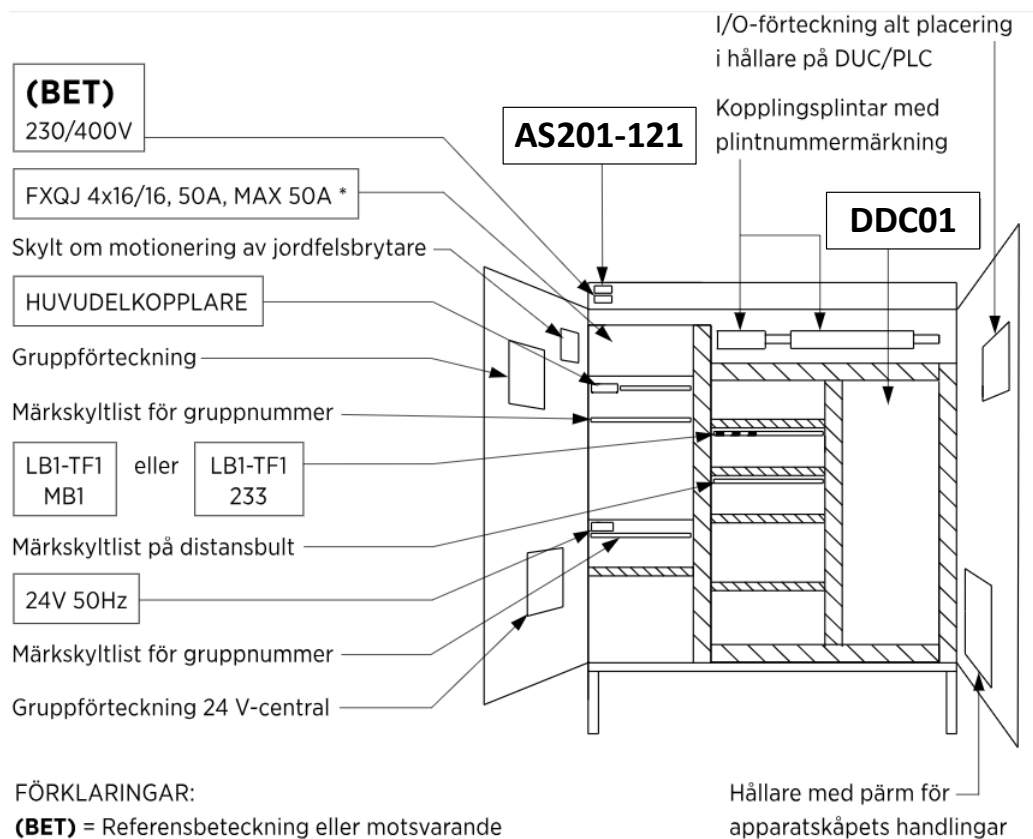 I/O-förteckning alt placering
i hållare på DUC/PLC
(BET)
230/400V
AS201-121
Kopplingsplintar med
plintnummermärkning
FXQJ 4x16/16, 50A, MAX 50A *
DDC01
Skylt om motionering av jordfelsbrytare
HUVUDELKOPPLARE
Gruppförteckning
Märkskyltlist för gruppnummer
LB1-TF1
MB1
eller
LB1-TF1
233
Märkskyltlist på distansbult
24V 50Hz
Märkskyltlist för gruppnummer
Gruppförteckning 24 V-central
FÖRKLARINGAR:
(BET) = Referensbeteckning eller motsvarande
Hållare med pärm för
apparatskåpets handlingar